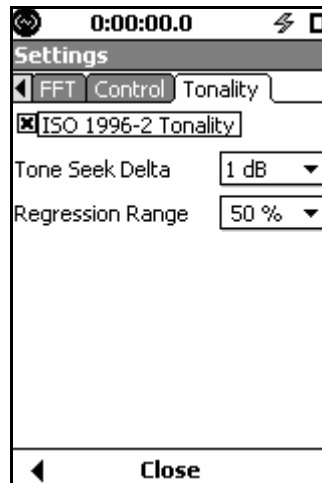 0:00:00.0
Settings
FFT Control Tonality
ISO 1996-2 Tonality
Tone Seek Delta 1 dB
Regression Range 50 %
Close